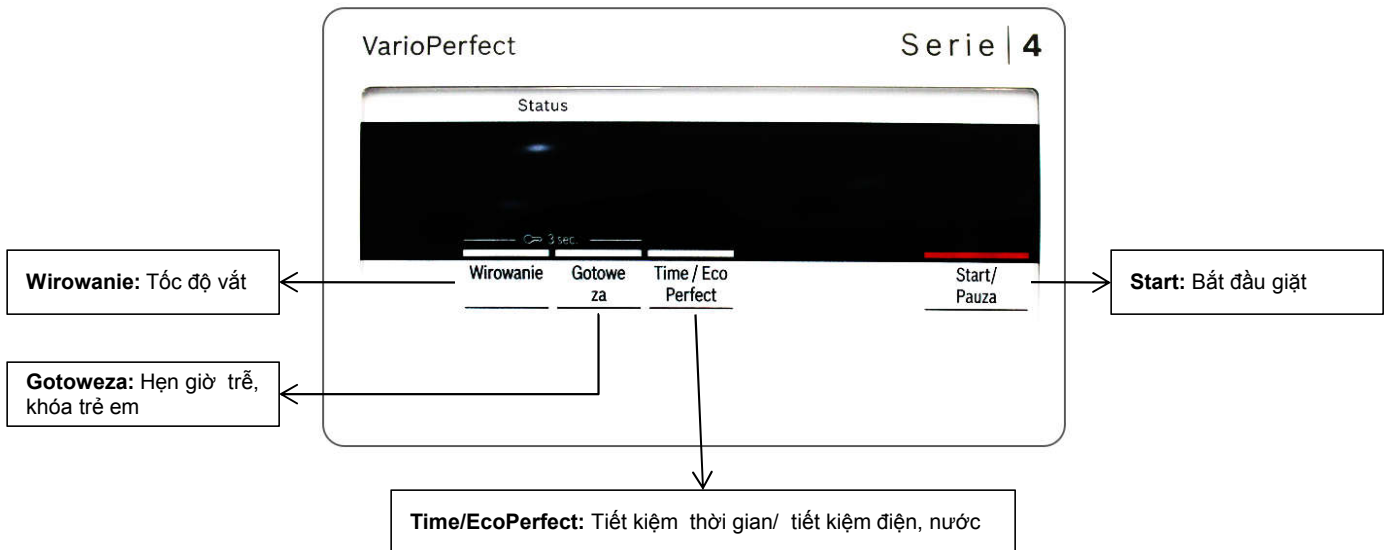 VarioPerfect
Serie | 4
Status
3 sec.
Wirowanie
Gotowe
za
Time / Eco
Perfect
Start/
Pauza
Wirowanie: Tốc độ vắt
Start: Bắt đầu giặt
Gotoweza: Hẹn giờ trễ,
khóa trẻ em
Time/EcoPerfect: Tiết kiệm thời gian/ tiết kiệm điện, nước